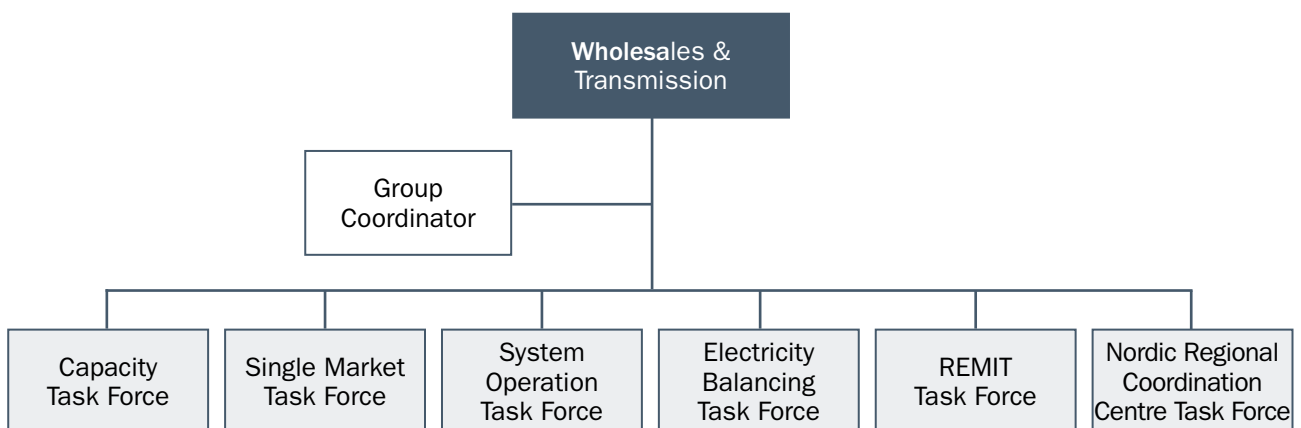 Wholesales &
Transmission
Group
Coordinator
Capacity
Task Force
Single Market
Task Force
System
Operation
Task Force
Electricity
Balancing
Task Force
REMIT
Task Force
Nordic Regional
Coordination
Centre Task Force